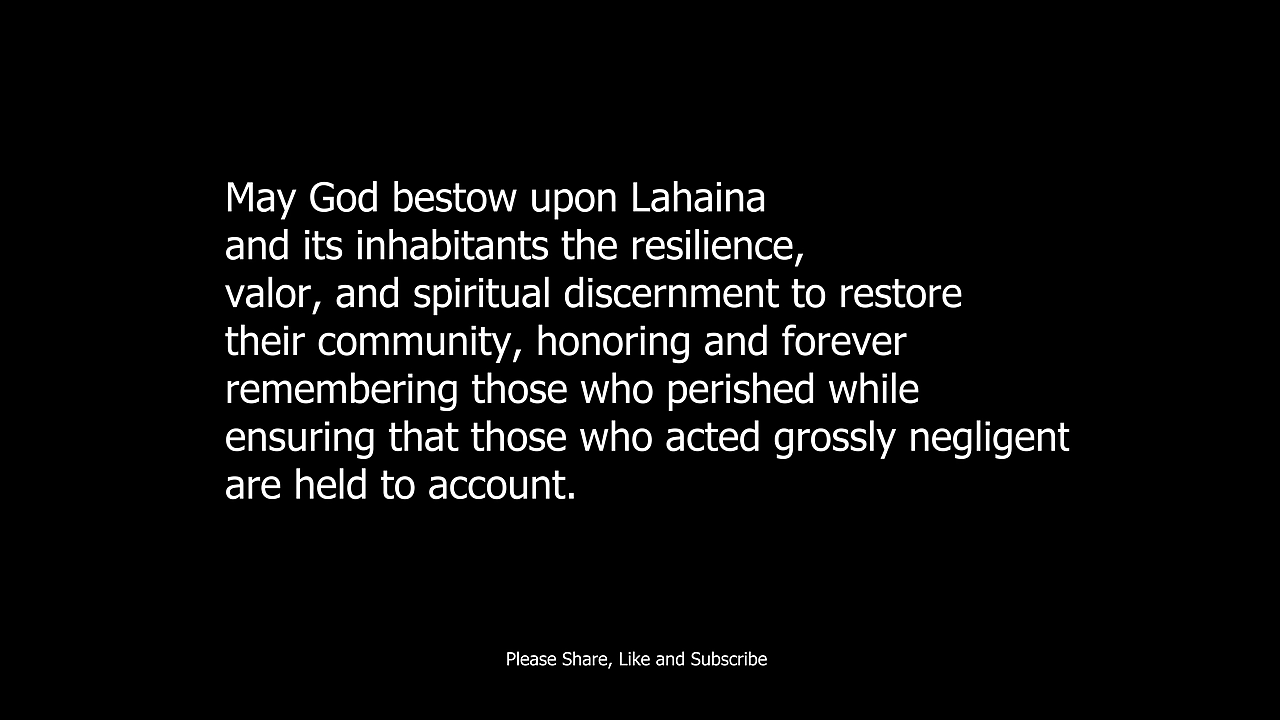 May God bestow upon Lahaina
and its inhabitants the resilience,
valor, and spiritual discernment to restore
their community, honoring and forever
remembering those who perished while
ensuring that those who acted grossly negligent
are held to account.
Please Share, Like and Subscribe